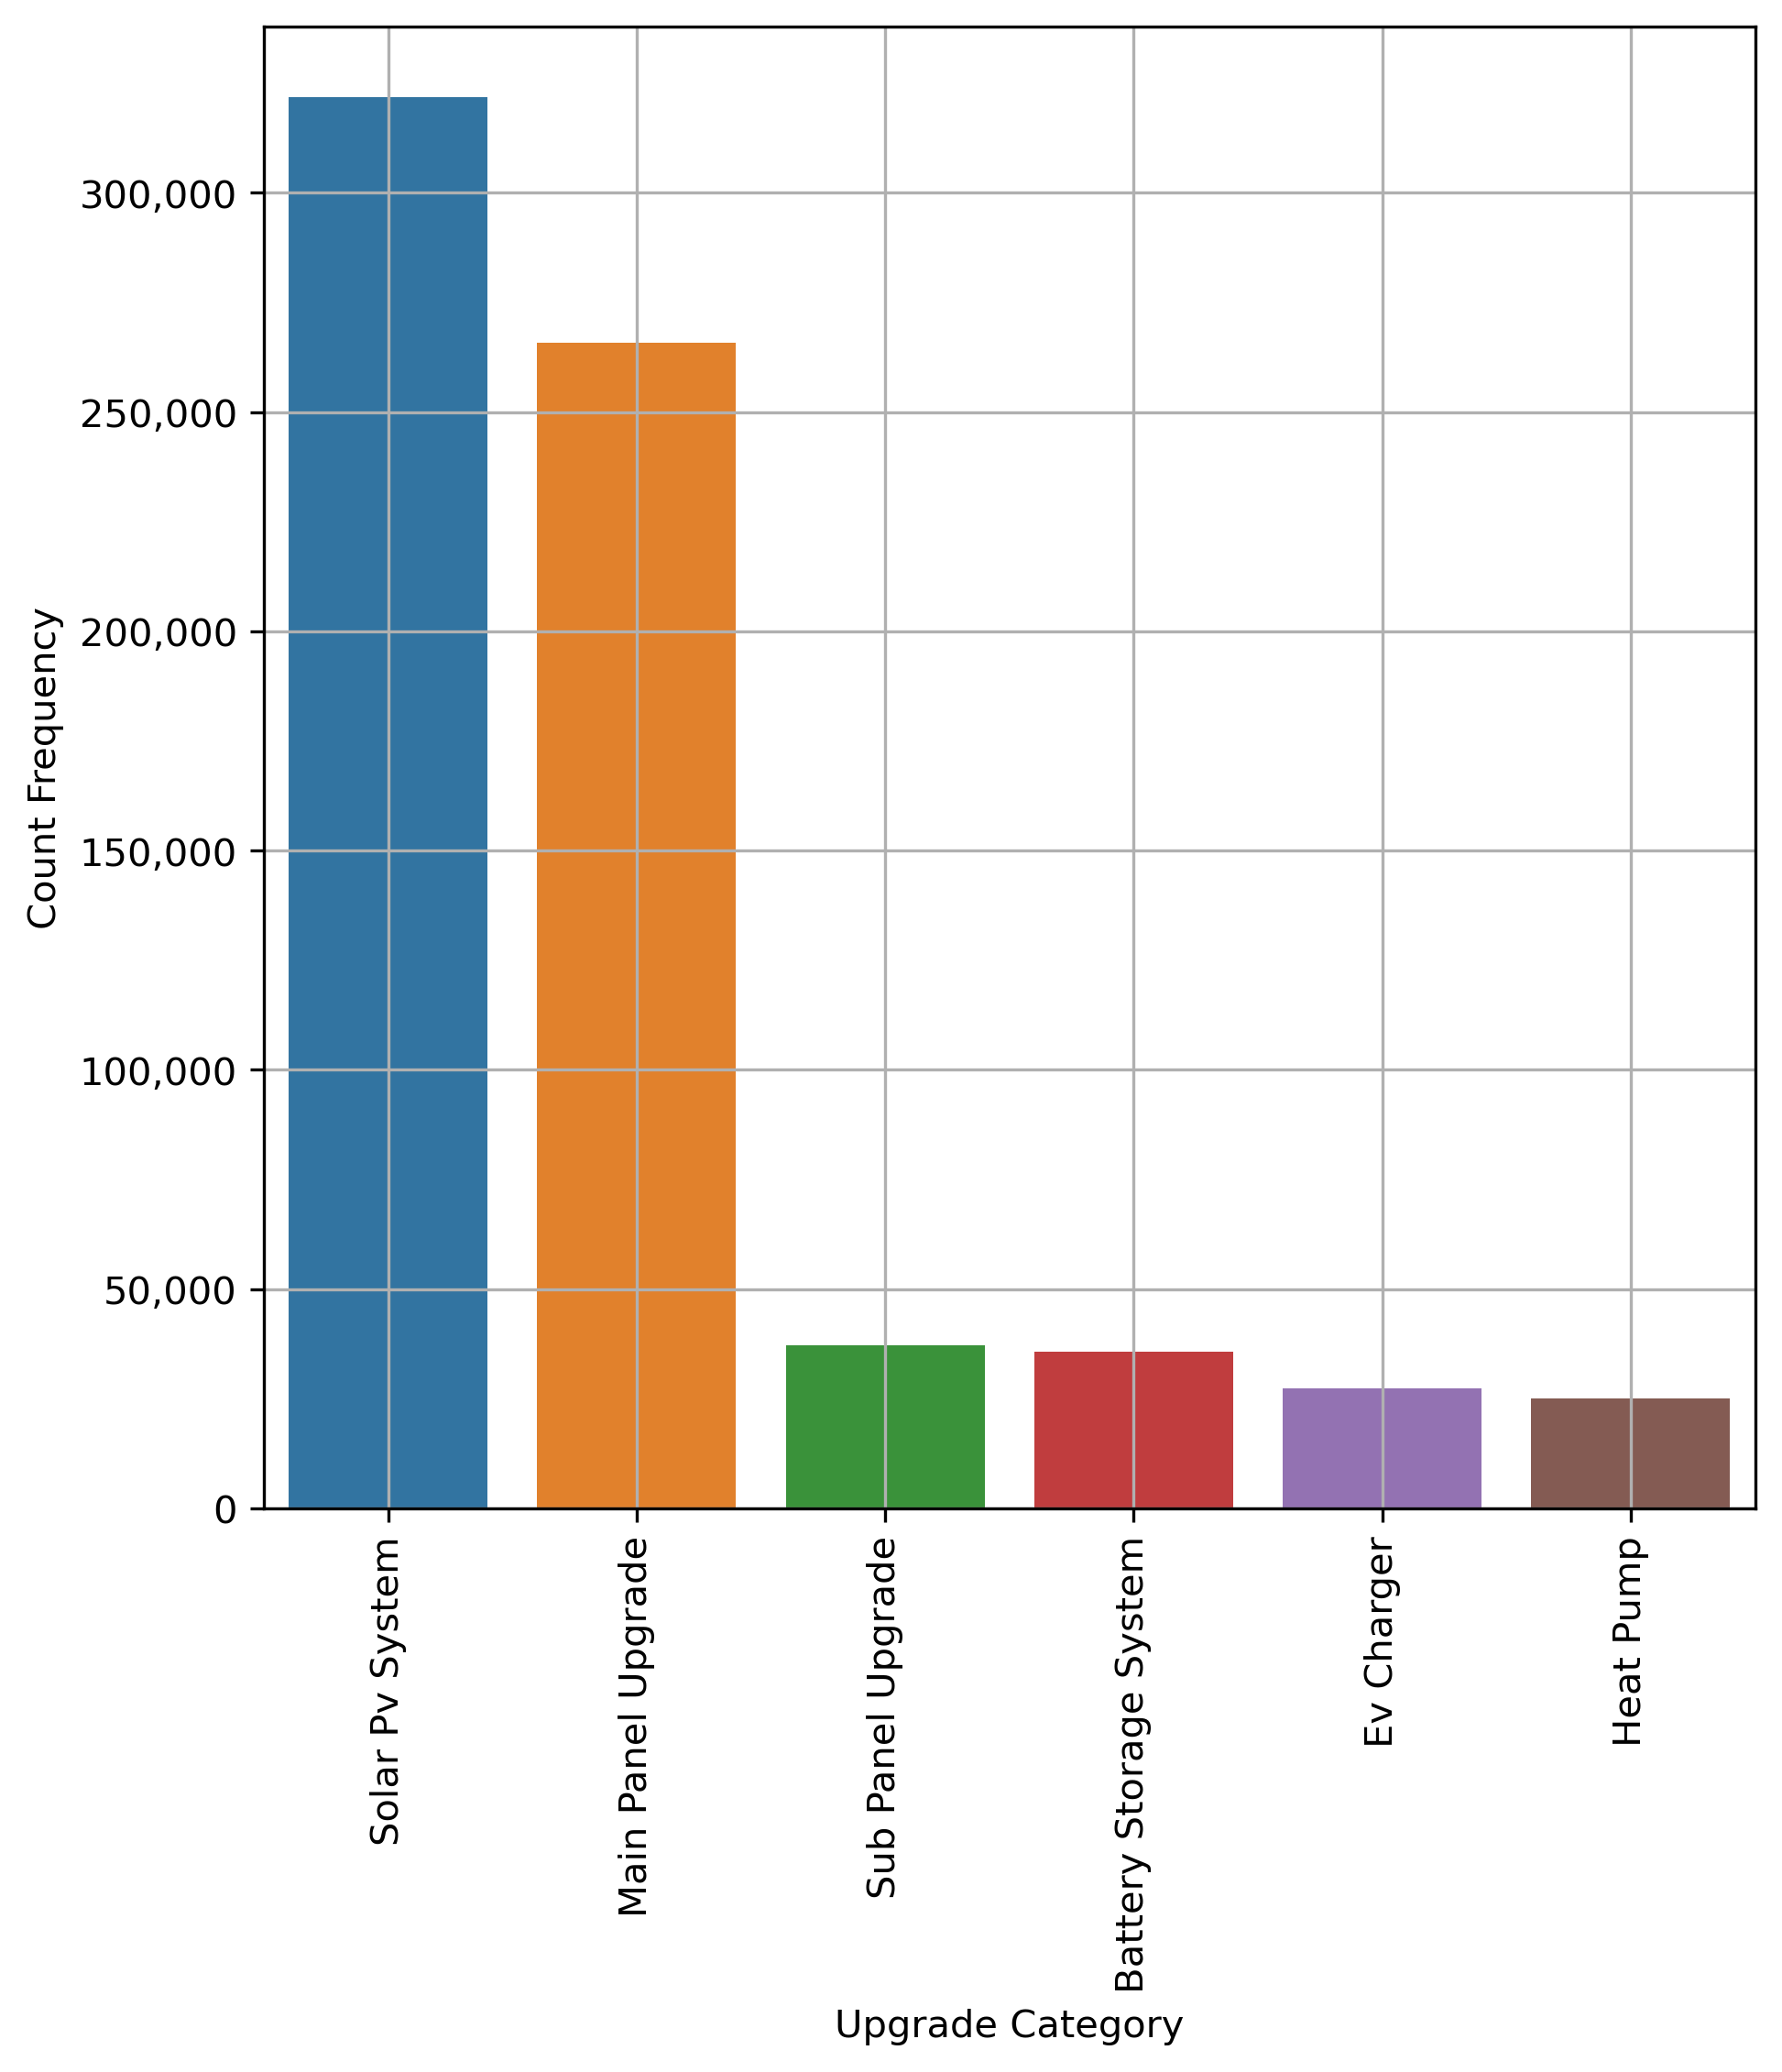 300,000
250,000
200,000
150,000
100,000
50,000
0
Count Frequency
Solar Pv System
Main Panel Upgrade
Sub Panel Upgrade
Battery Storage System
Ev Charger
Heat Pump
Upgrade Category